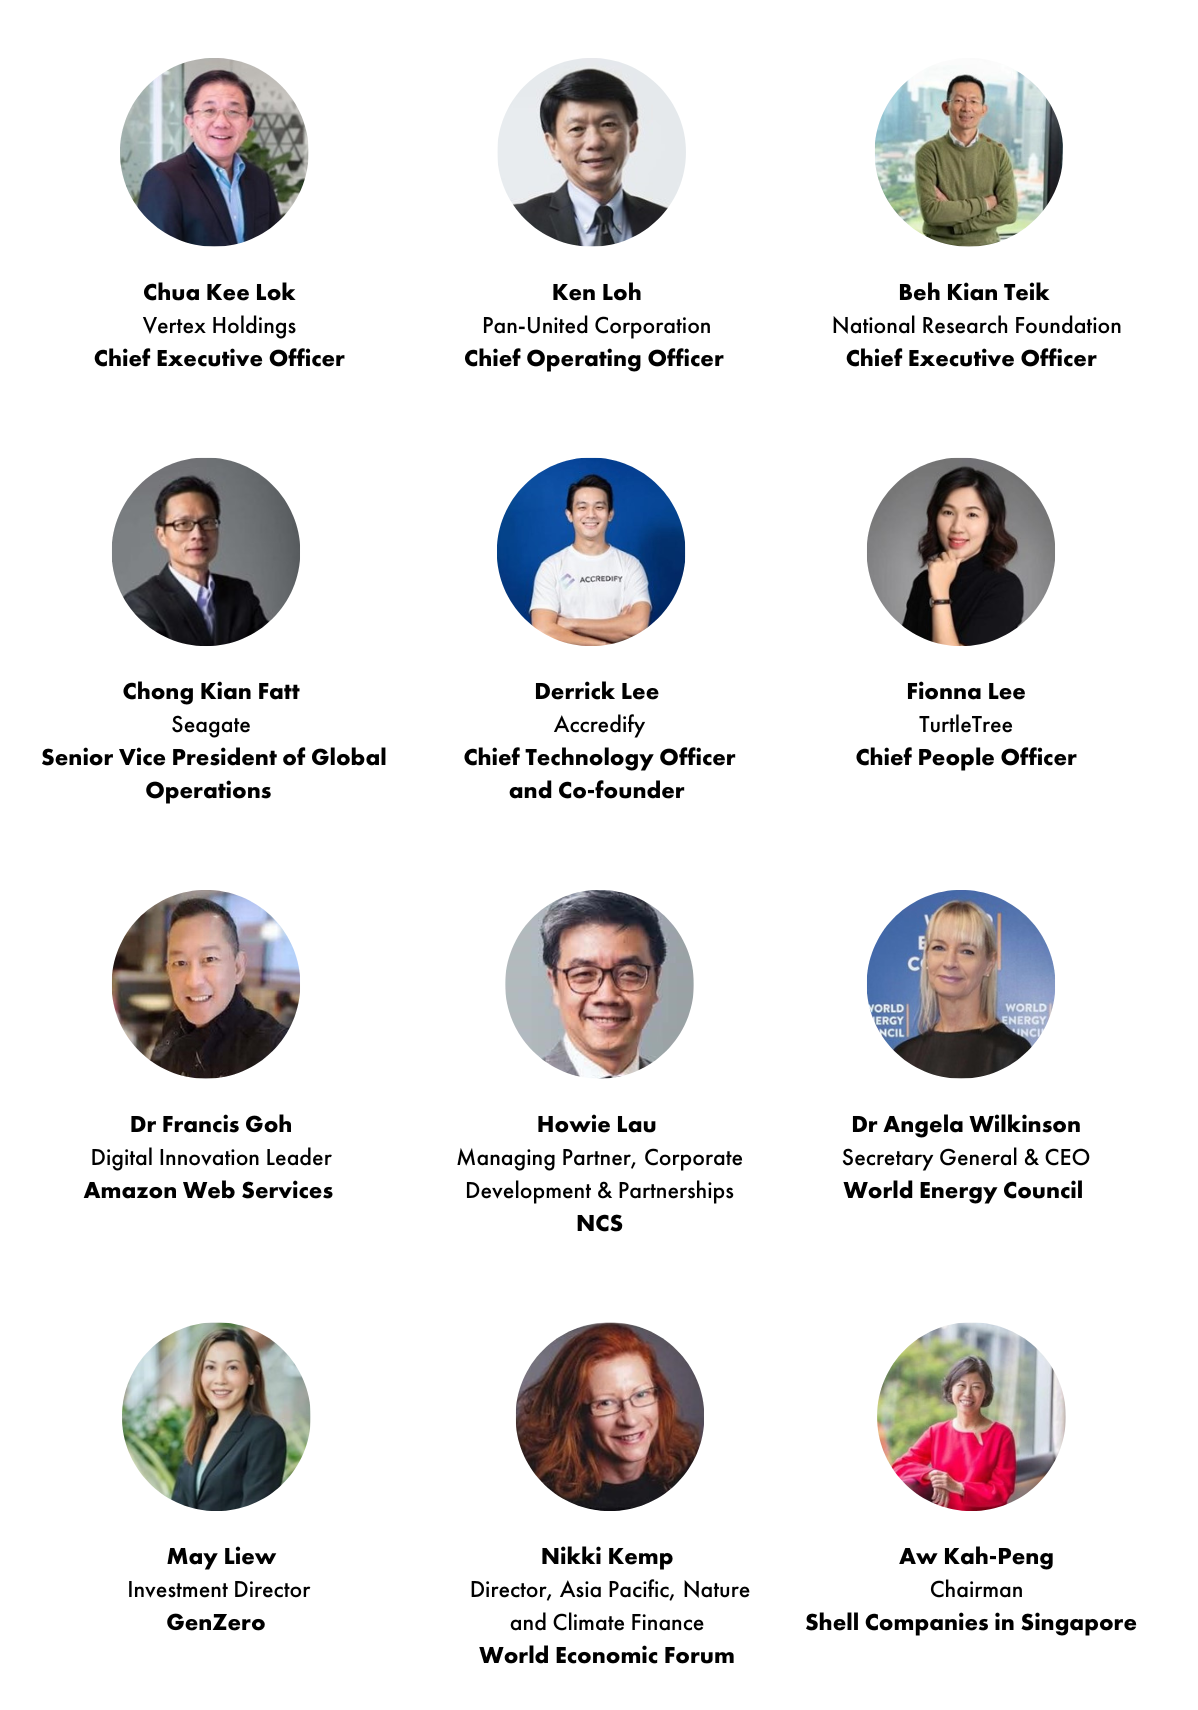 Chua Kee Lok
Vertex Holdings
Chief Executive Officer
Ken Loh
Pan-United Corporation
Chief Operating Officer
Beh Kian Teik
National Research Foundation
Chief Executive Officer
ACCREDIFY
Chong Kian Fatt
Seagate
Senior Vice President of Global
Operations
Derrick Lee
Accredify
Chief Technology Officer
and Co-founder
Fionna Lee
TurtleTree
Chief People Officer
WORLD
ENERGY
Dr Francis Goh
Digital Innovation Leader
Amazon Web Services
Howie Lau
Managing Partner, Corporate
Development & Partnerships
NCS
Dr Angela Wilkinson
Secretary General & CEO
World Energy Council
May Liew
Investment Director
GenZero
Nikki Kemp
Director, Asia Pacific, Nature
and Climate Finance
World Economic Forum
Aw Kah-Peng
Chairman
Shell Companies in Singapore